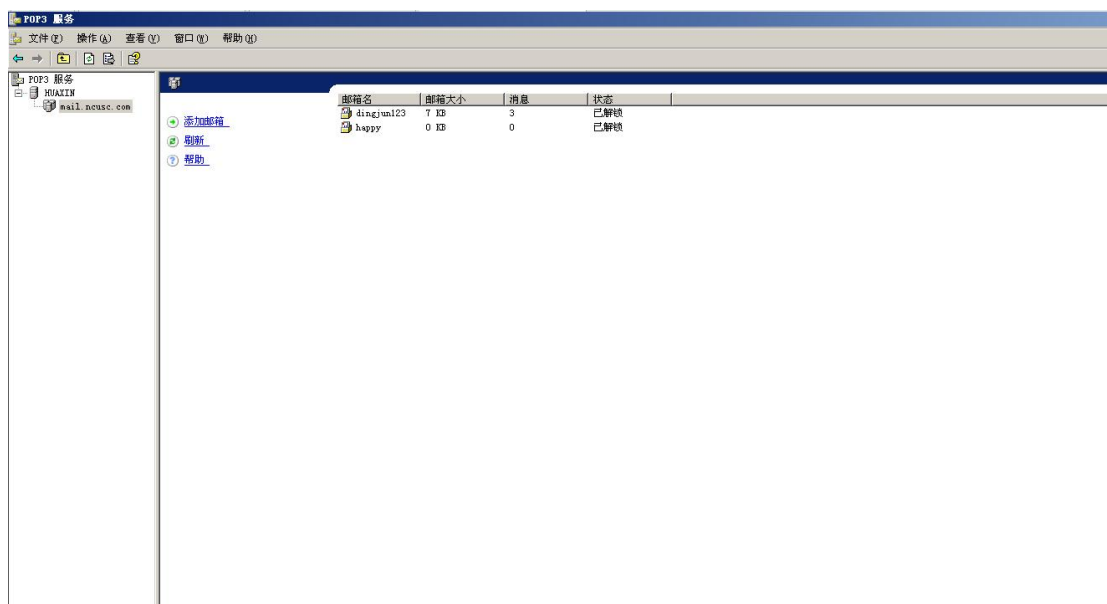 POP3 服务
文件(F) 操作(A) 查看(V) 窗口(W) 帮助(H)
POP3 服务
HUAXIN
mail.ncusc.com
添加邮箱
刷新
帮助
邮箱名 邮箱大小 消息 状态
dingjun123 7 KB 3 已解锁
happy 0 KB 0 已解锁